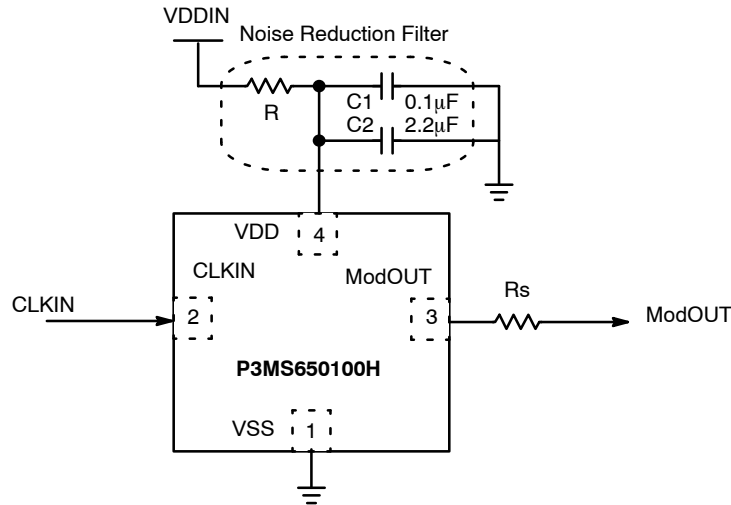 VDDIN
Noise Reduction Filter
R
C1 0.1μF
C2 2.2μF
VDD 4
CLKIN
ModOUT
CLKIN
2
3
Rs
ModOUT
P3MS650100H
VSS 1